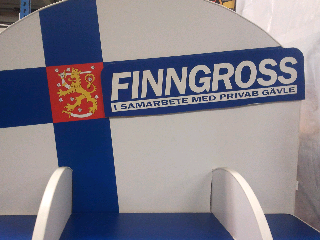 FINNGROSS
I SAMARBETE MED PRIVAB GÄVLE